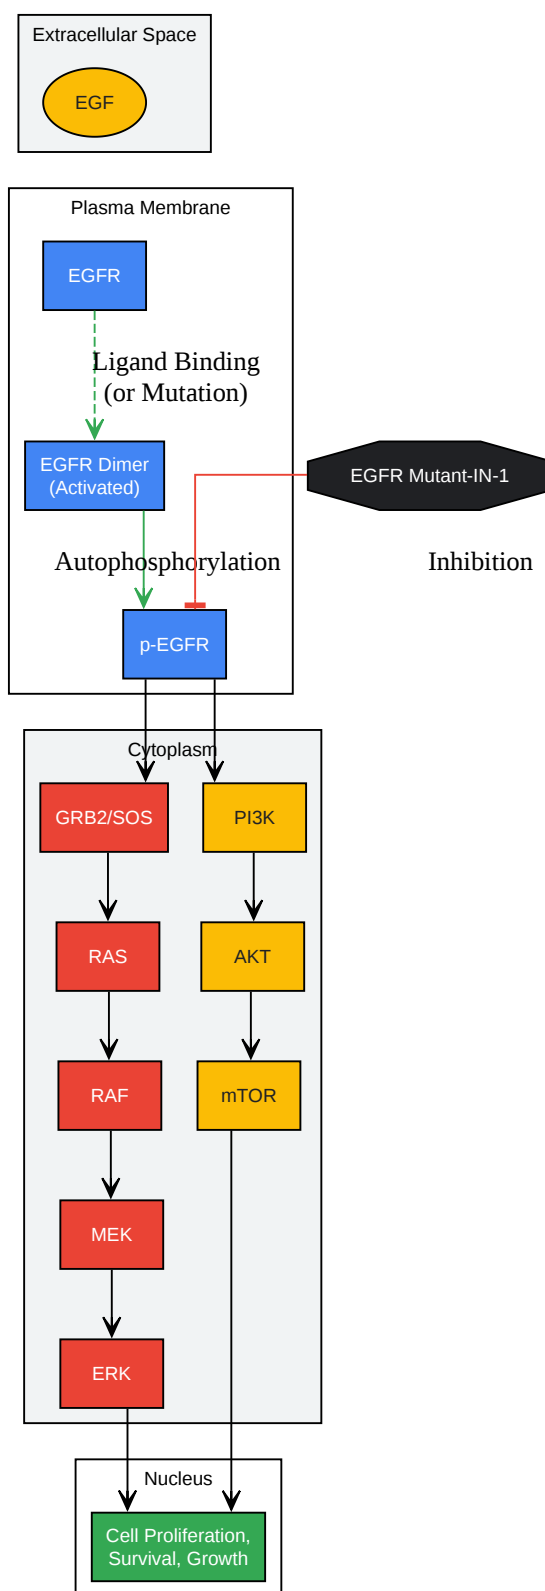 Extracellular Space
EGF
Plasma Membrane
EGFR
Ligand Binding
(or Mutation)
EGFR Dimer
(Activated)
EGFR Mutant-IN-1
Autophosphorylation
Inhibition
p-EGFR
Cytoplasm
GRB2/SOS
PI3K
RAS
AKT
RAF
mTOR
MEK
ERK
Nucleus
Cell Proliferation,
Survival, Growth